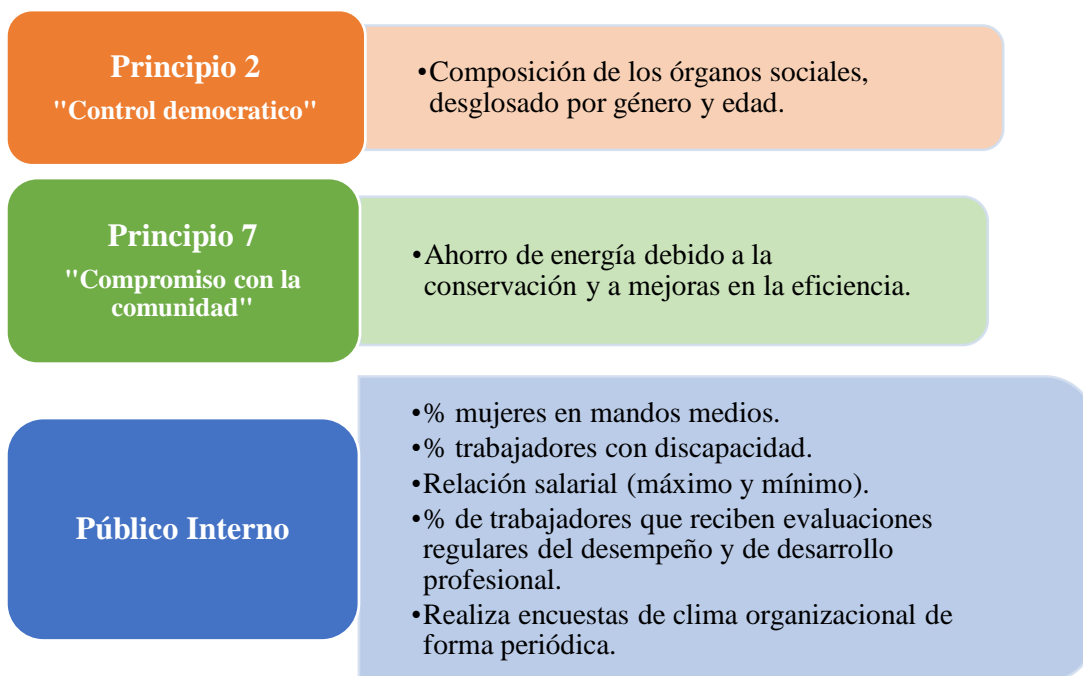 Principio 2
"Control democratico"
•Composición de los órganos sociales,
desglosado por género y edad.
Principio 7
"Compromiso con la
comunidad"
•Ahorro de energía debido a la
conservación y a mejoras en la eficiencia.
Público Interno
•% mujeres en mandos medios.
•% trabajadores con discapacidad.
•Relación salarial (máximo y mínimo).
•% de trabajadores que reciben evaluaciones
regulares del desempeño y de desarrollo
profesional.
•Realiza encuestas de clima organizacional de
forma periódica.